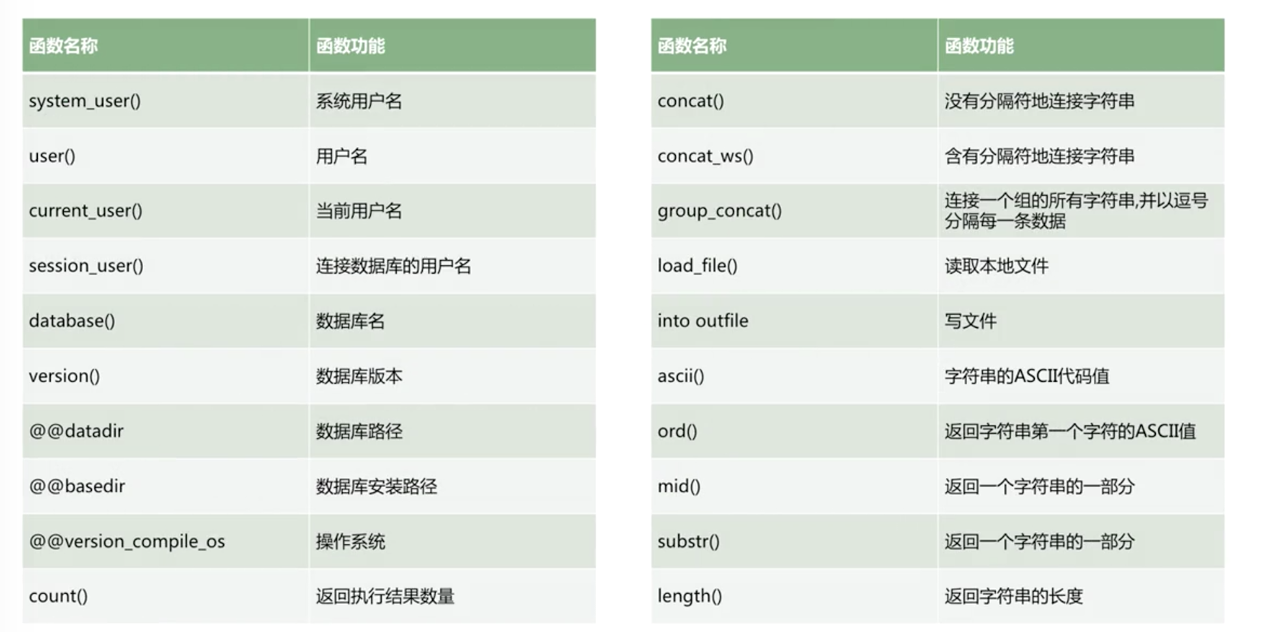 函数名称 函数功能
system_user() 系统用户名
user() 用户名
current_user() 当前用户名
session_user() 连接数据库的用户名
database() 数据库名
version() 数据库版本
@@datadir 数据库路径
@@basedir 数据库安装路径
@@version_compile_os 操作系统
count() 返回执行结果数量
函数名称 函数功能
concat() 没有分隔符地连接字符串
concat_ws() 含有分隔符地连接字符串
group_concat() 连接一个组的所有字符串,并以逗号
分隔每一条数据
load_file() 读取本地文件
into outfile 写文件
ascii() 字符串的ASCII代码值
ord() 返回字符串第一个字符的ASCII值
mid() 返回一个字符串的一部分
substr() 返回一个字符串的一部分
length() 返回字符串的长度